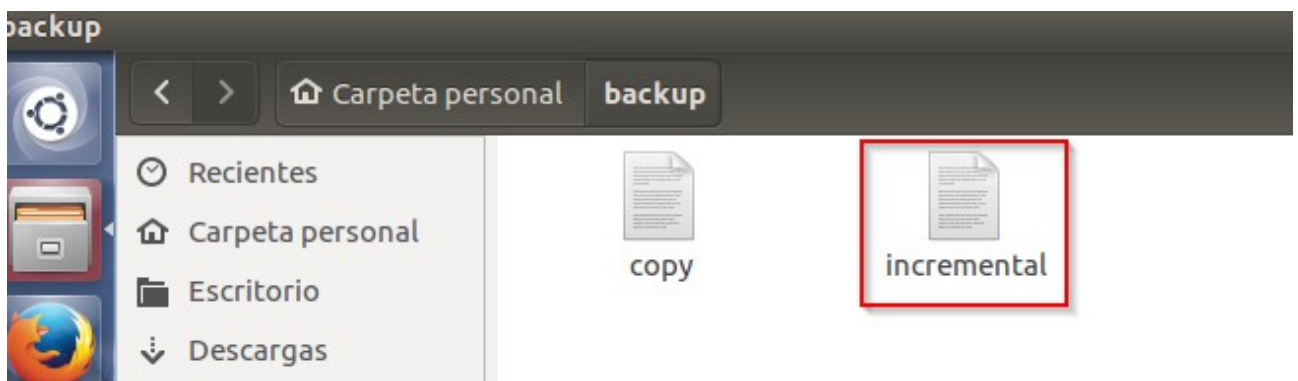 backup
Carpeta personal backup
Recientes
Carpeta personal
Escritorio
Descargas
copy
incremental